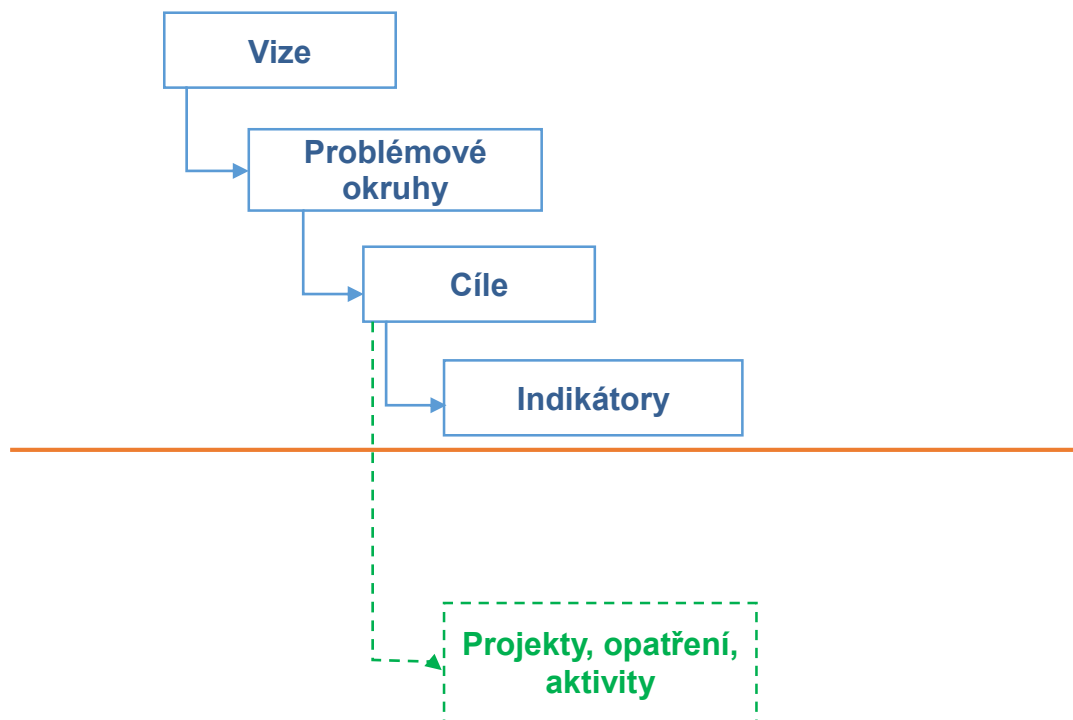 Vize
Problémové
okruhy
Cíle
Indikátory
Projekty, opatření,
aktivity